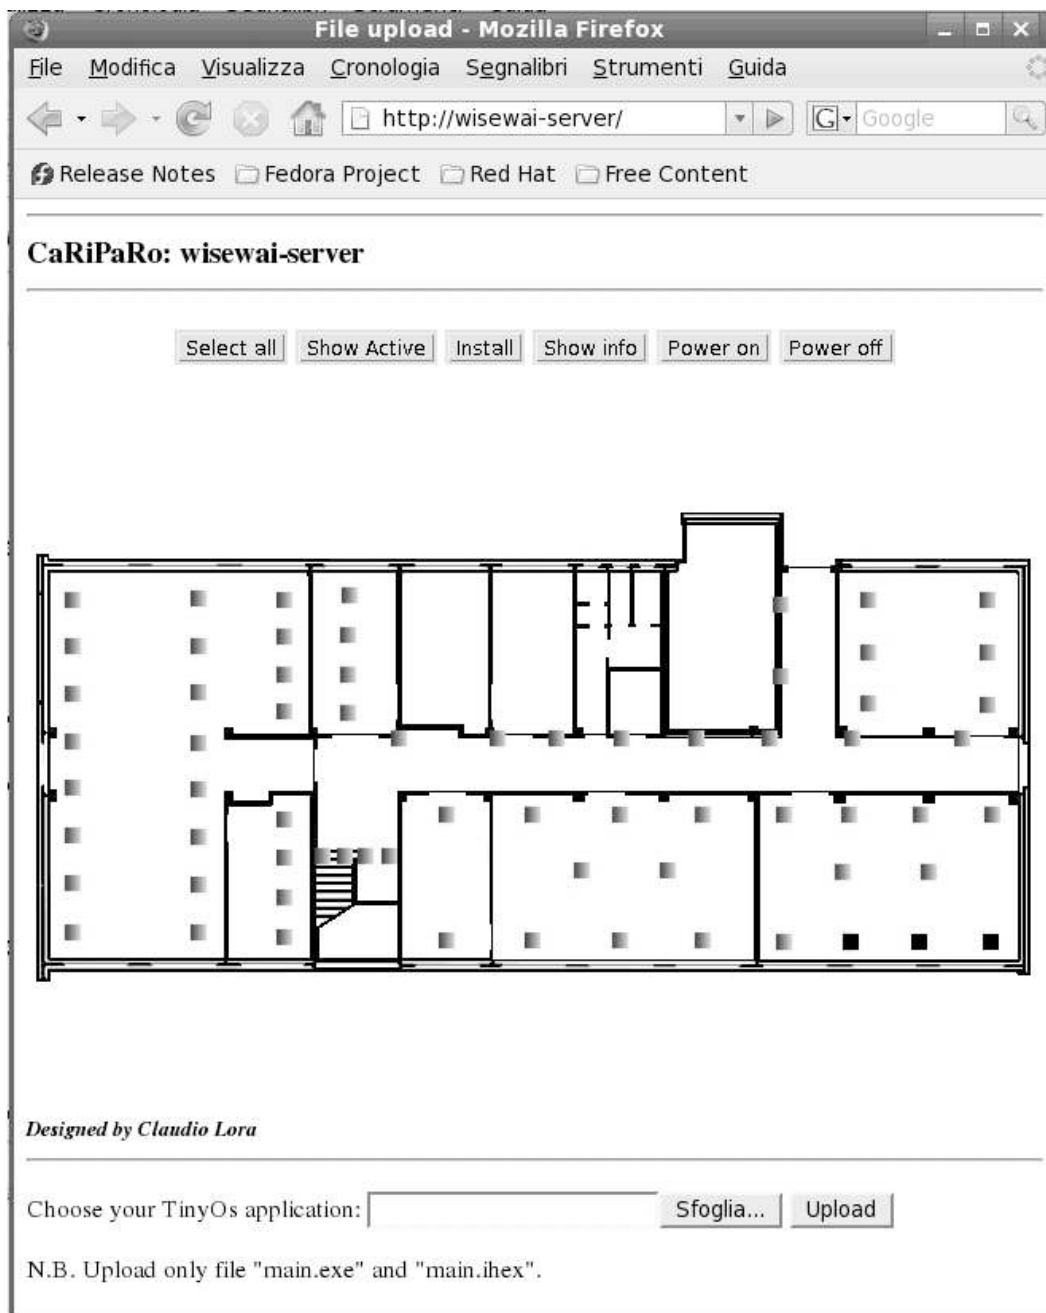 File upload - Mozilla Firefox
File Modifica Visualizza Cronologia Segnalibri Strumenti Guida
http://wisewai-server/ G Google
Release Notes Fedora Project Red Hat Free Content
CaRiPaRo: wisewai-server
Select all Show Active Install Show info Power on Power off
Designed by Claudio Lora
Choose your TinyOs application: Sfoglia... Upload
N.B. Upload only file "main.exe" and "main.ihex".